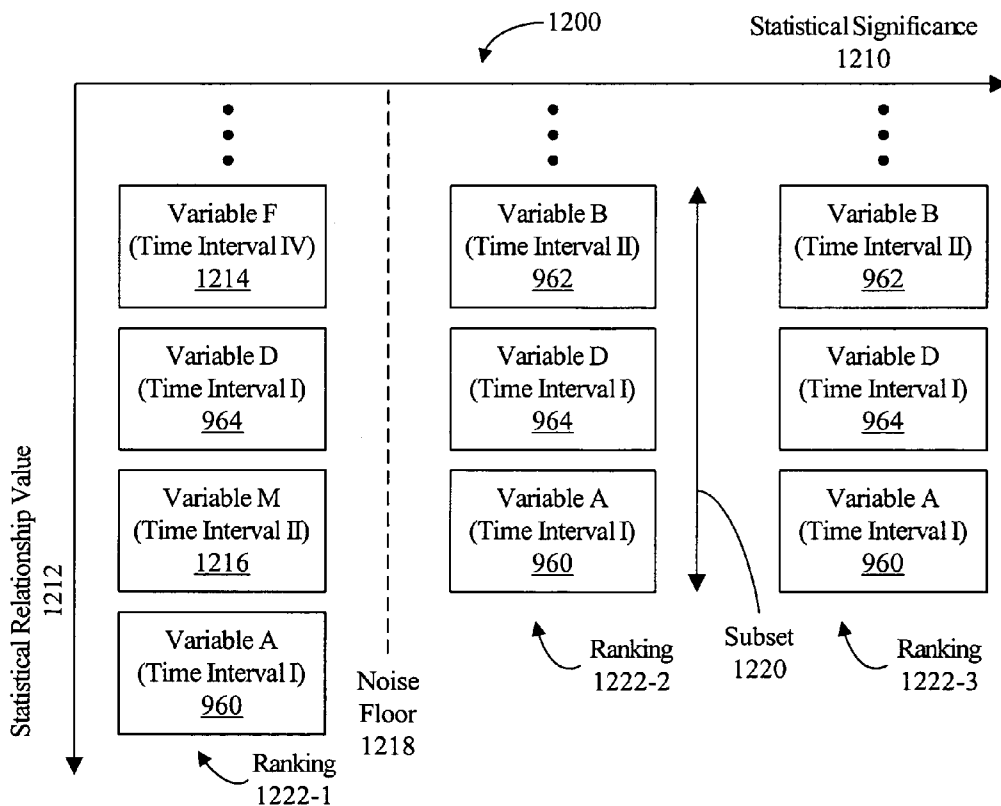 1200
Statistical Significance
1210
Statistical Relationship Value
1212
Variable F
(Time Interval IV)
1214
Variable D
(Time Interval I)
964
Variable M
(Time Interval II)
1216
Variable A
(Time Interval I)
960
Ranking
1222-1
Noise
Floor
1218
Variable B
(Time Interval II)
962
Variable D
(Time Interval I)
964
Variable A
(Time Interval I)
960
Ranking
1222-2
Subset
1220
Variable B
(Time Interval II)
962
Variable D
(Time Interval I)
964
Variable A
(Time Interval I)
960
Ranking
1222-3